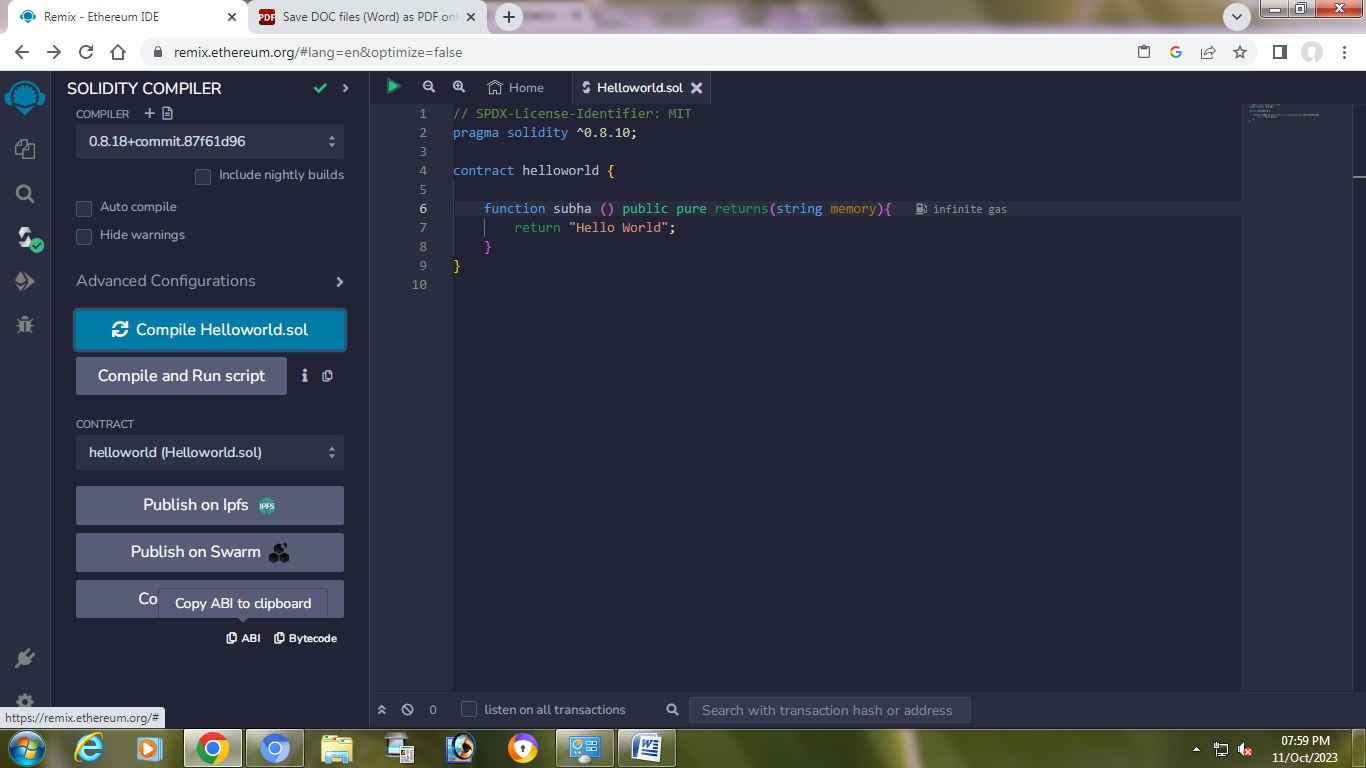 Remix - Ethereum IDE
PDF
Save DOC files (Word) as PDF onl
remix.ethereum.org/#lang=en&optimize=false
SOLIDITY COMPILER
COMPILER
0.8.18+commit.87f61d96
Include nightly builds
Auto compile
Hide warnings
Advanced Configurations
Compile Helloworld.sol
Compile and Run script
CONTRACT
helloworld (Helloworld.sol)
Publish on Ipfs IPFS
Publish on Swarm
Co
Copy ABI to clipboard
ABI Bytecode
Home
Helloworld.sol
1 // SPDX-License-Identifier: MIT
2 pragma solidity ^0.8.10;
3
4 contract helloworld {
5
6 function subha () public pure returns(string memory){ infinite gas
7 return "Hello World";
8 }
9 }
10
0
listen on all transactions
Search with transaction hash or address
https://remix.ethereum.org/#
07:59 PM
11/Oct/2023